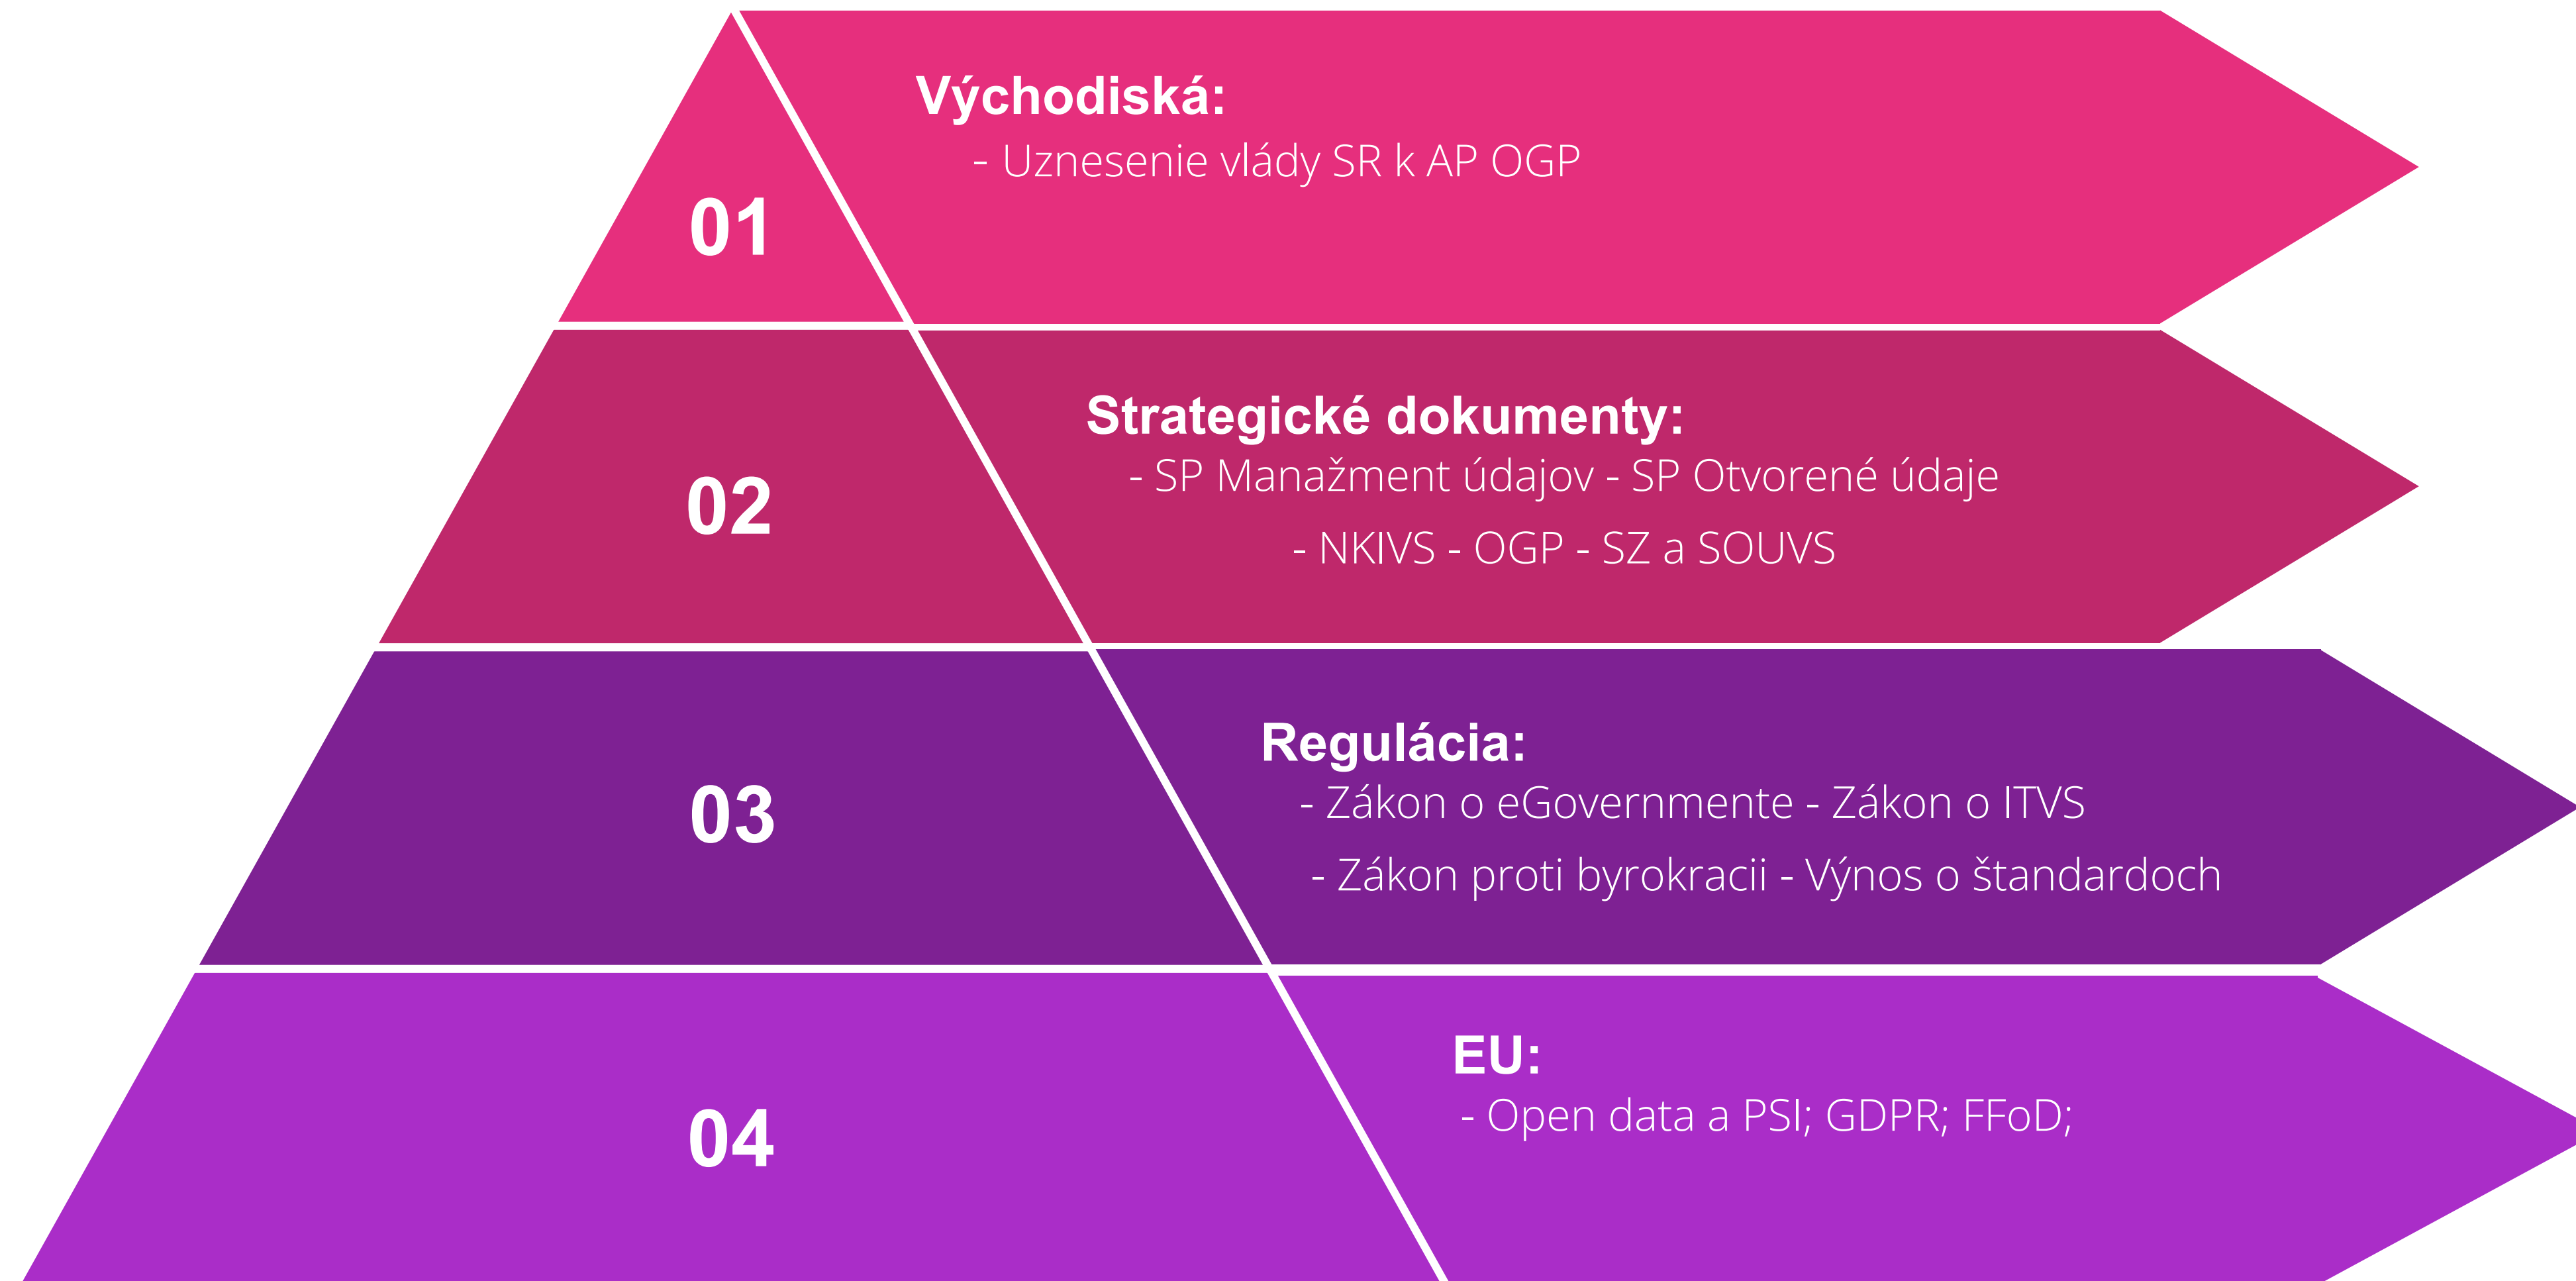 Východiská:
- Uznesenie vlády SR k AP OGP
01
Strategické dokumenty:
- SP Manažment údajov - SP Otvorené údaje
- NKIVS - OGP - SZ a SOUVS
02
Regulácia:
- Zákon o eGovernmente - Zákon o ITVS
- Zákon proti byrokracii - Výnos o štandardoch
03
EU:
- Open data a PSI; GDPR; FFoD;
04